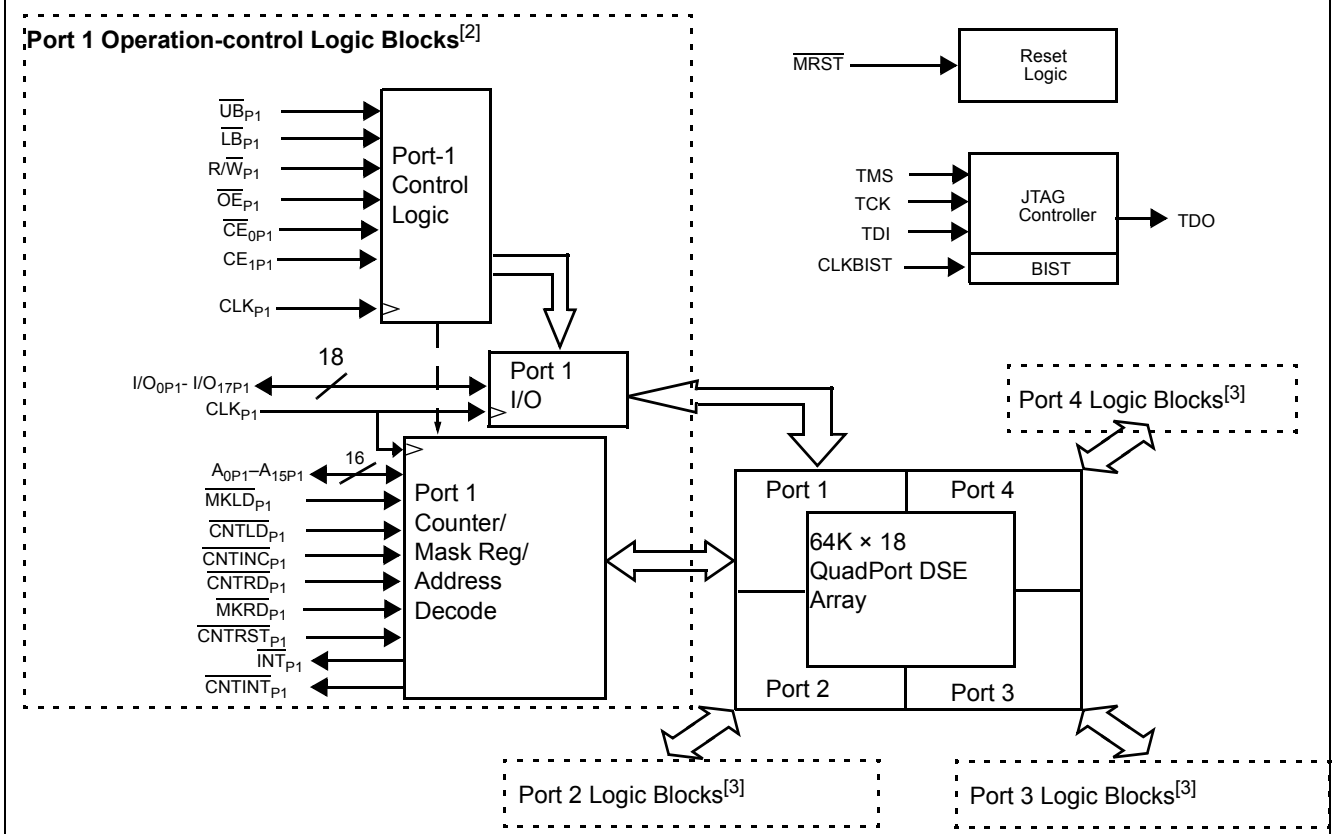 Port 1 Operation-control Logic Blocks[2]
MRST
Reset
Logic
UBP1
LBP1
R/WP1
OEP1
CE0P1
CE1P1
CLKP1
Port-1
Control
Logic
TMS
TCK
TDI
CLKBIST
JTAG
Controller
BIST
TDO
18
I/O0P1- I/O17P1
CLKP1
Port 1
I/O
Port 4 Logic Blocks[3]
16
A0P1–A15P1
MKLDP1
CNTLDP1
CNTINCP1
CNTRDP1
MKRDP1
CNTRSTP1
INTP1
CNTINTP1
Port 1
Counter/
Mask Reg/
Address
Decode
Port 1
Port 4
64K × 18
QuadPort DSE
Array
Port 2
Port 3
Port 2 Logic Blocks[3]
Port 3 Logic Blocks[3]